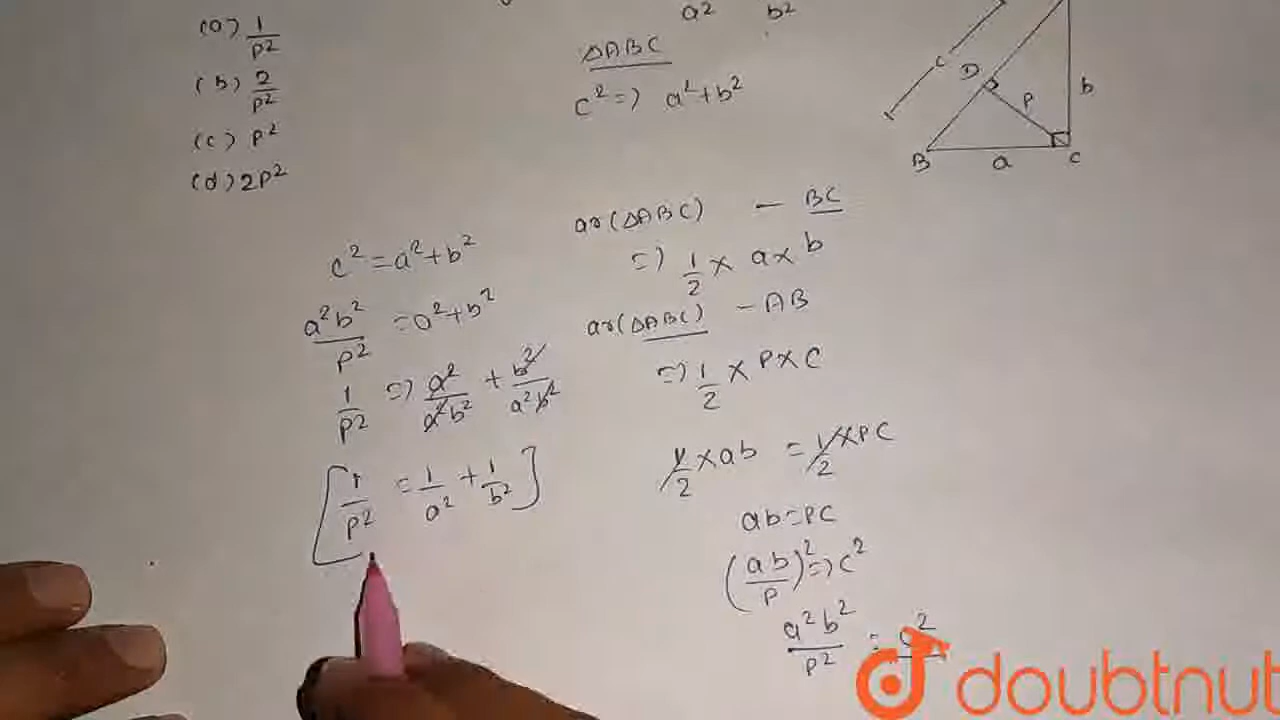 (a) 1/p²
(b) 2/p²
(c) p²
(d) 2p²
a² b²
ΔABC
c² => a²+b²
D
c
p
b
B
a
C
c² = a²+b²
a²b²/p² = a²+b²
1/p² => a²/a²b² + b²/a²b²
[1/p² = 1/a² + 1/b²]
ar(ΔABC) — BC
=> 1/2 × a × b
ar(ΔABC) — AB
=> 1/2 × p × c
1/2 × ab = 1/2 × pc
ab = pc
(ab/p)² => c²
a²b²/p² = c²
doubtnut